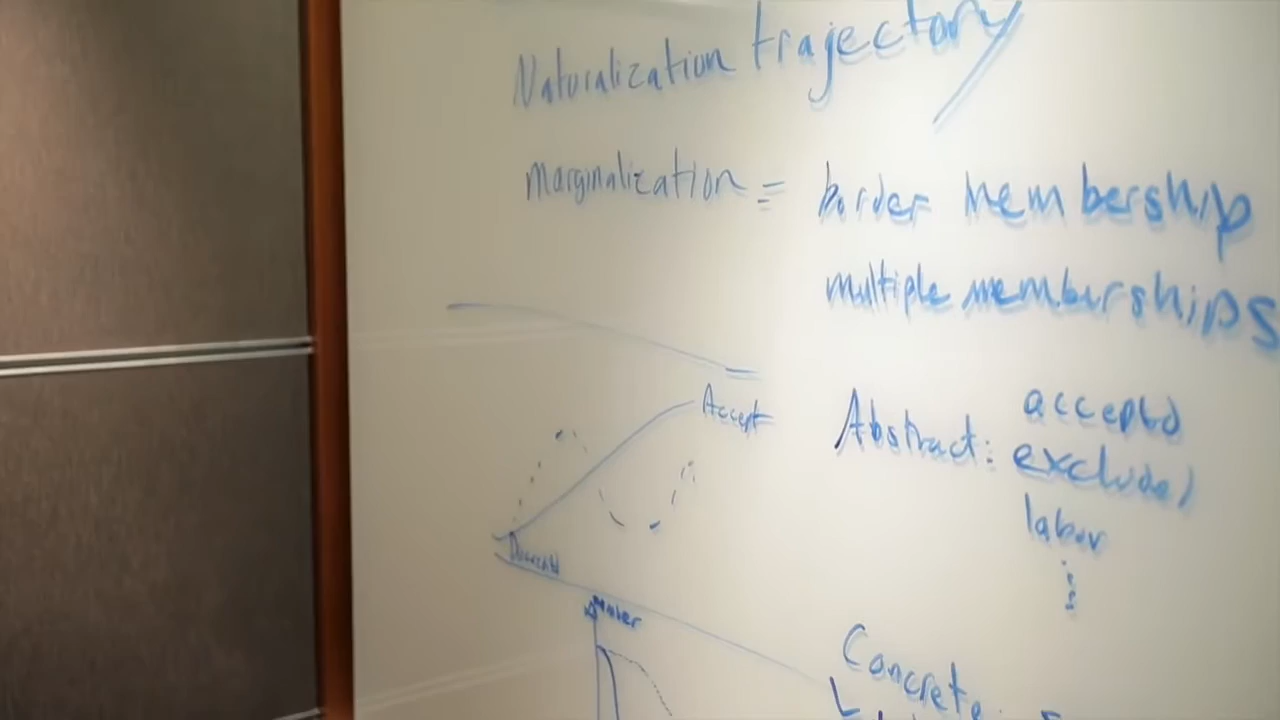 Naturalization trajectory
marginalization = border membership
multiple memberships
Accept
Abstract: accepted
excluded
labor
Concrete